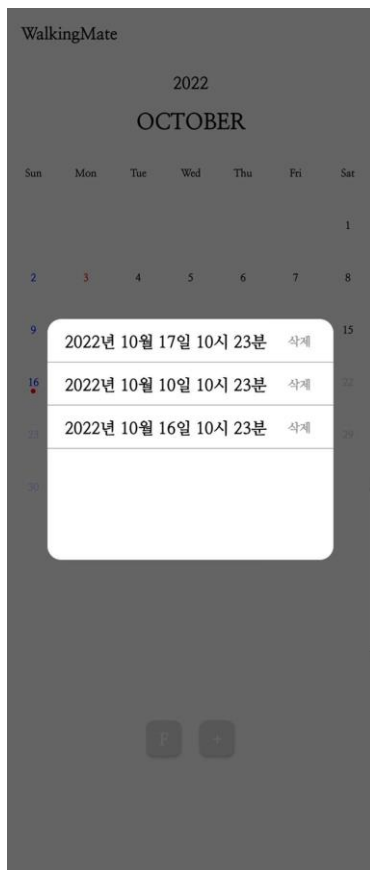 WalkingMate
2022
OCTOBER
Sun Mon Tue Wed Thu Fri Sat
1
2 3 4 5 6 7 8
9 15
2022년 10월 17일 10시 23분 삭제
16 2022년 10월 10일 10시 23분 삭제 22
23 2022년 10월 16일 10시 23분 삭제 29
30
P +